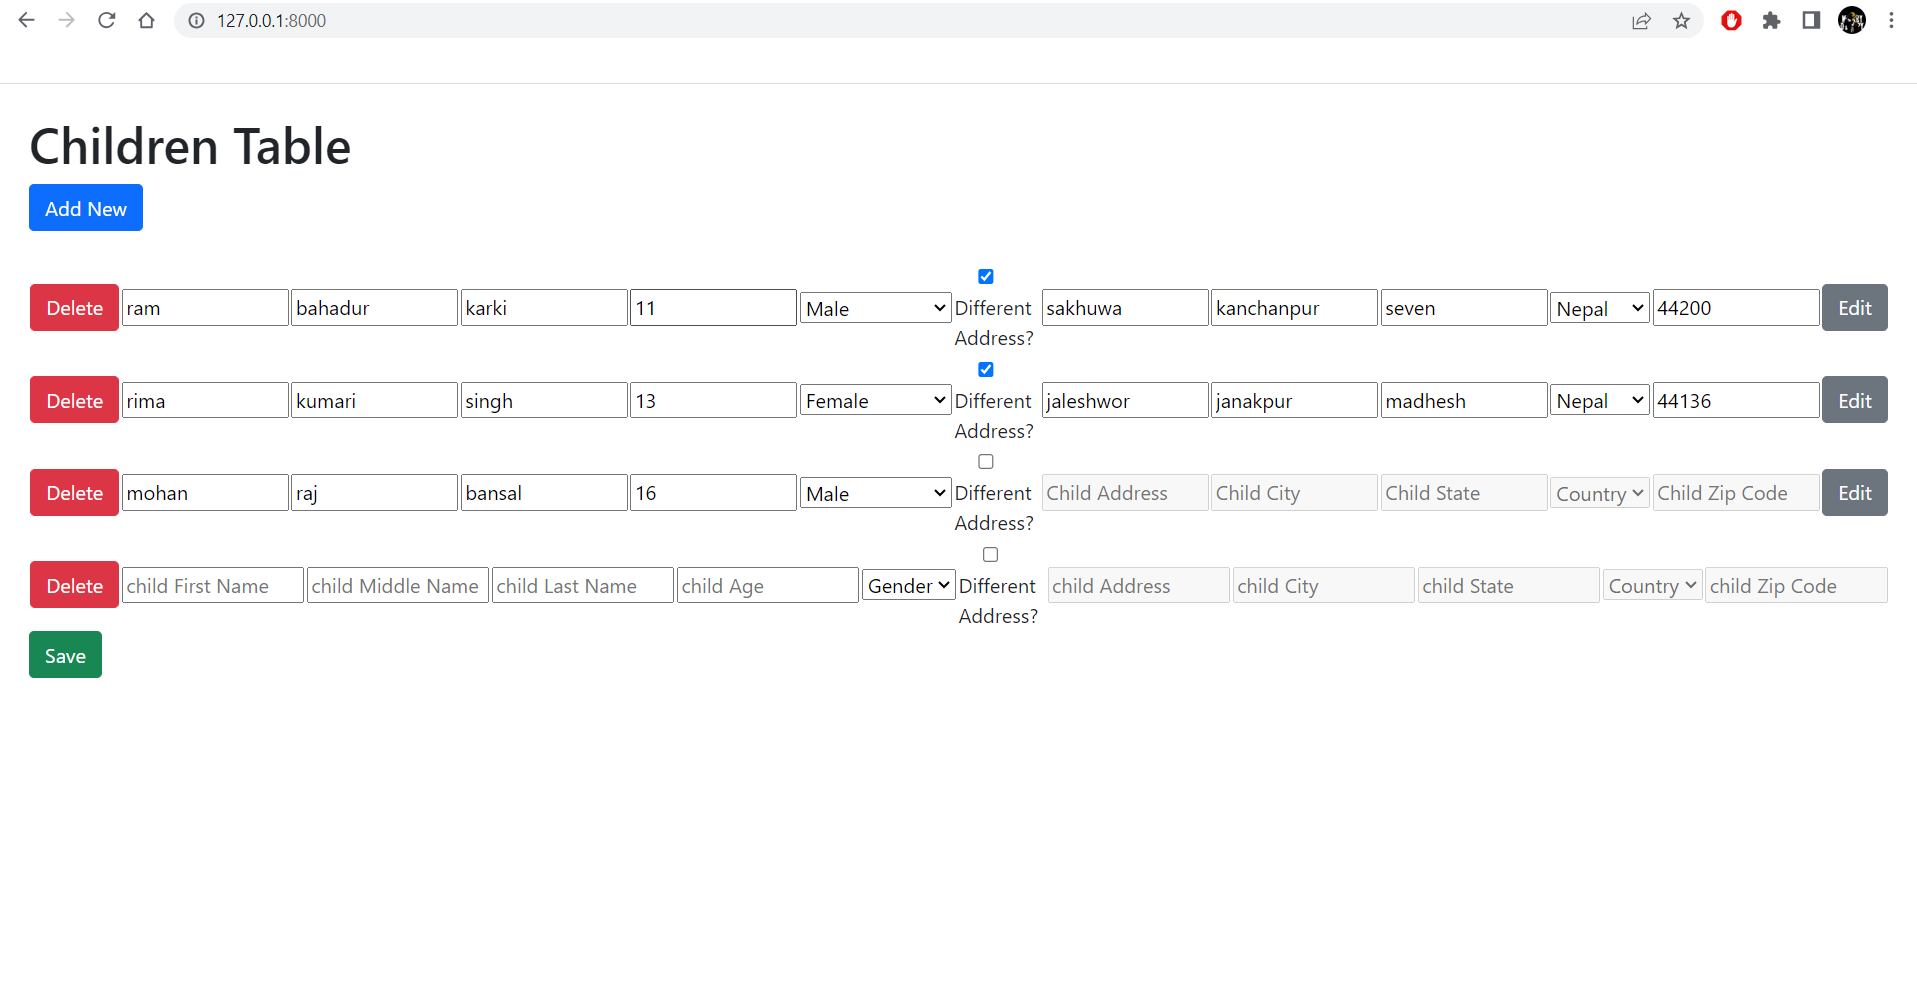 127.0.0.1:8000
Children Table
Add New
Delete ram bahadur karki 11 Male Different Address? sakhuwa kanchanpur seven Nepal 44200 Edit
Delete rima kumari singh 13 Female Different Address? jaleshwor janakpur madhesh Nepal 44136 Edit
Delete mohan raj bansal 16 Male Different Address? Child Address Child City Child State Country Child Zip Code Edit
Delete child First Name child Middle Name child Last Name child Age Gender Different Address? child Address child City child State Country child Zip Code
Save